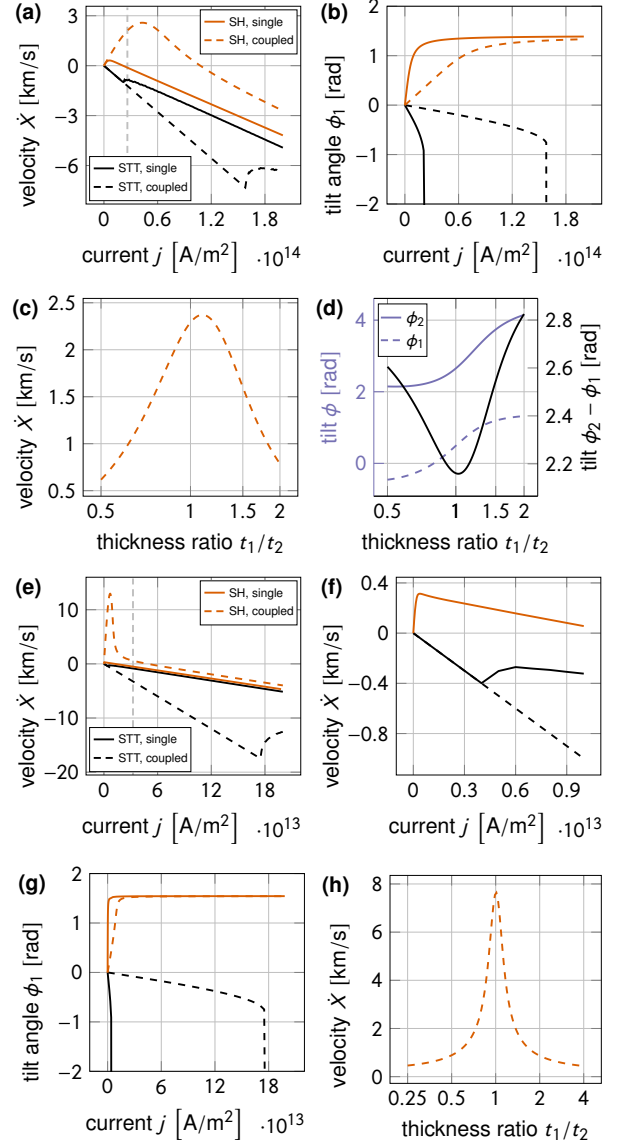 (a)
velocity Ẋ [km/s]
3
0
-3
-6
SH, single
SH, coupled
STT, single
STT, coupled
0 0.6 1.2 1.8
current j [A/m²] ·10¹⁴
(b)
tilt angle ϕ₁ [rad]
2
1
0
-1
-2
0 0.6 1.2 1.8
current j [A/m²] ·10¹⁴
(c)
velocity Ẋ [km/s]
2.5
2
1.5
1
0.5
0.5 1 1.5 2
thickness ratio t₁/t₂
(d)
tilt ϕ [rad]
4
2
0
ϕ₂
ϕ₁
2.8
2.6
2.4
2.2
tilt ϕ₂ − ϕ₁ [rad]
0.5 1 1.5 2
thickness ratio t₁/t₂
(e)
velocity Ẋ [km/s]
10
0
−10
−20
SH, single
SH, coupled
STT, single
STT, coupled
0 6 12 18
current j [A/m²] ·10¹³
(f)
velocity Ẋ [km/s]
0.4
0
−0.4
−0.8
0 0.3 0.6 0.9
current j [A/m²] ·10¹³
(g)
tilt angle ϕ₁ [rad]
2
1
0
−1
−2
0 6 12 18
current j [A/m²] ·10¹³
(h)
velocity Ẋ [km/s]
8
6
4
2
0
0.25 0.5 1 2 4
thickness ratio t₁/t₂